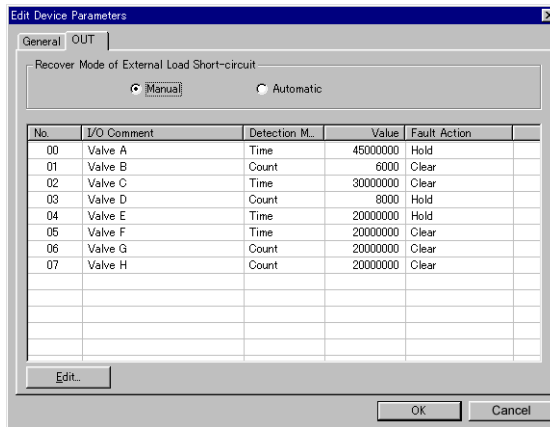 Edit Device Parameters
General OUT
Recover Mode of External Load Short-circuit
Manual Automatic
No. I/O Comment Detection M... Value Fault Action
00 Valve A Time 45000000 Hold
01 Valve B Count 6000 Clear
02 Valve C Time 30000000 Clear
03 Valve D Count 8000 Hold
04 Valve E Time 20000000 Hold
05 Valve F Time 20000000 Clear
06 Valve G Count 20000000 Clear
07 Valve H Count 20000000 Clear
Edit...
OK Cancel